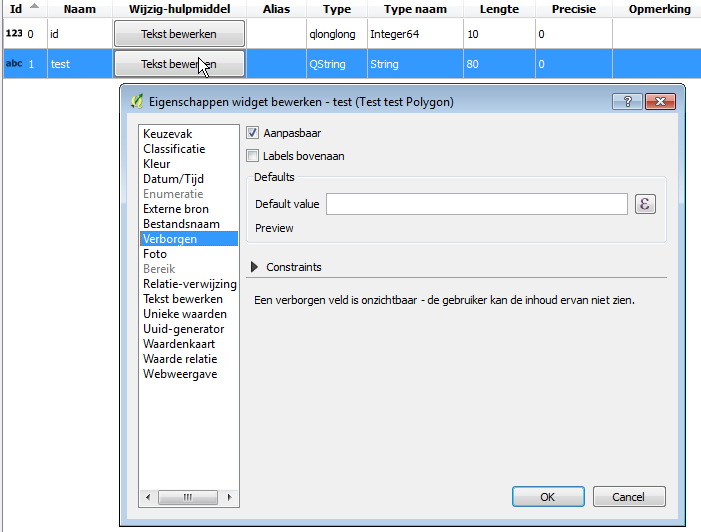 Id Naam Wijzig-hulpmiddel Alias Type Type naam Lengte Precisie Opmerking
123 0 id Tekst bewerken qlonglong Integer64 10 0
abc 1 test Tekst bewerken QString String 80 0
Eigenschappen widget bewerken - test (Test test Polygon)
Keuzevak
Classificatie
Kleur
Datum/Tijd
Enumeratie
Externe bron
Bestandsnaam
Verborgen
Foto
Bereik
Relatie-verwijzing
Tekst bewerken
Unieke waarden
Uuid-generator
Waardenkaart
Waarde relatie
Webweergave
Aanpasbaar
Labels bovenaan
Defaults
Default value ε
Preview
Constraints
Een verborgen veld is onzichtbaar - de gebruiker kan de inhoud ervan niet zien.
OK Cancel